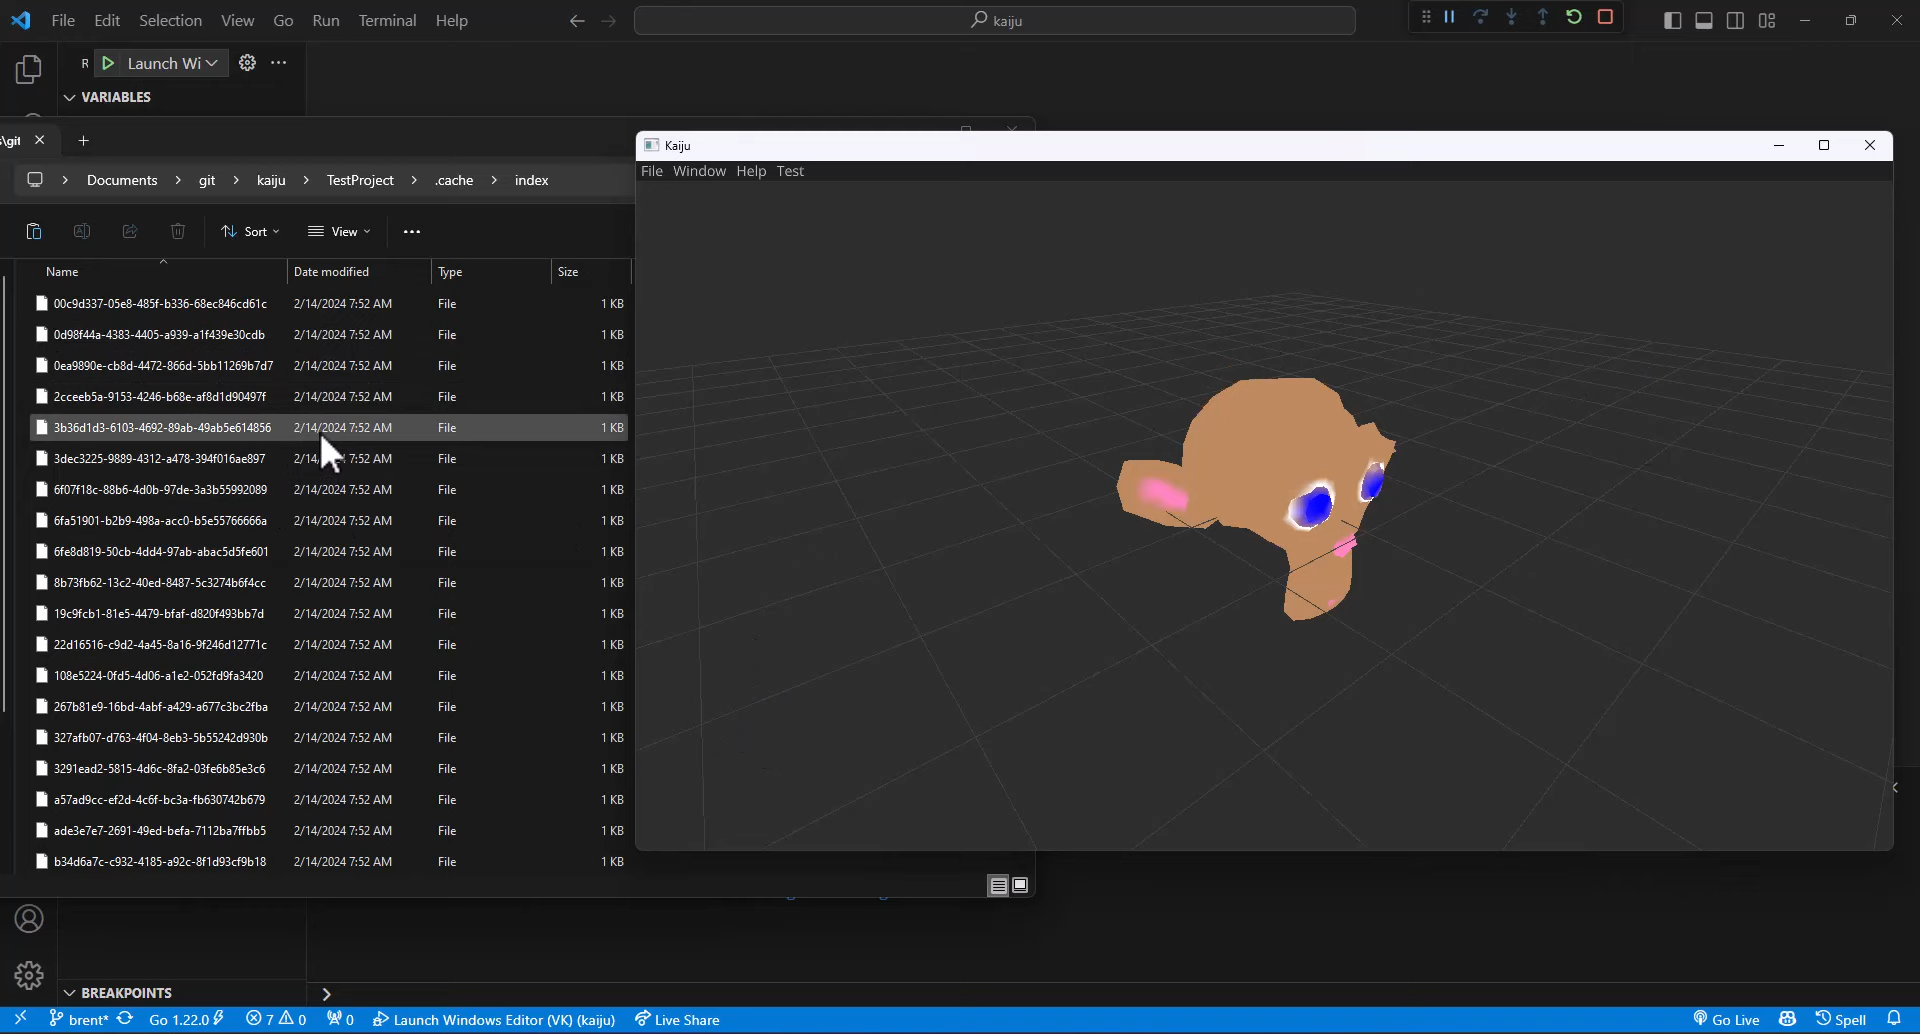 File Edit Selection View Go Run Terminal Help
kaiju
R Launch Wi
VARIABLES
s\git
Documents > git > kaiju > TestProject > .cache > index
Sort View
Name Date modified Type Size
00c9d337-05e8-485f-b336-68ec846cd61c 2/14/2024 7:52 AM File 1 KB
0d98f44a-4383-4405-a939-a1f439e30cdb 2/14/2024 7:52 AM File 1 KB
0ea9890e-cb8d-4472-866d-5bb11269b7d7 2/14/2024 7:52 AM File 1 KB
2cceeb5a-9153-4246-b68e-af8d1d90497f 2/14/2024 7:52 AM File 1 KB
3b36d1d3-6103-4692-89ab-49ab5e614856 2/14/2024 7:52 AM File 1 KB
3dec3225-9889-4312-a478-394f016ae897 2/14 7:52 AM File 1 KB
6f07f18c-88b6-4d0b-97de-3a3b55992089 2/14/2024 7:52 AM File 1 KB
6fa51901-b2b9-498a-acc0-b5e55766666a 2/14/2024 7:52 AM File 1 KB
6fe8d819-50cb-4dd4-97ab-abac5d5fe601 2/14/2024 7:52 AM File 1 KB
8b73fb62-13c2-40ed-8487-5c3274b6f4cc 2/14/2024 7:52 AM File 1 KB
19c9fcb1-81e5-4479-bfaf-d820f493bb7d 2/14/2024 7:52 AM File 1 KB
22d16516-c9d2-4a45-8a16-9f246d12771c 2/14/2024 7:52 AM File 1 KB
108e5224-0fd5-4d06-a1e2-052fd9fa3420 2/14/2024 7:52 AM File 1 KB
267b81e9-16bd-4abf-a429-a677c3bc2fba 2/14/2024 7:52 AM File 1 KB
327afb07-d763-4f04-8eb3-5b55242d930b 2/14/2024 7:52 AM File 1 KB
3291ead2-5815-4d6c-8fa2-03fe6b85e3c6 2/14/2024 7:52 AM File 1 KB
a57ad9cc-ef2d-4c6f-bc3a-fb630742b679 2/14/2024 7:52 AM File 1 KB
ade3e7e7-2691-49ed-befa-7112ba7ffbb5 2/14/2024 7:52 AM File 1 KB
b34d6a7c-c932-4185-a92c-8f1d93cf9b18 2/14/2024 7:52 AM File 1 KB
Kaiju
File Window Help Test
BREAKPOINTS
brent* Go 1.22.0 7 0 0 Launch Windows Editor (VK) (kaiju) Live Share Go Live Spell